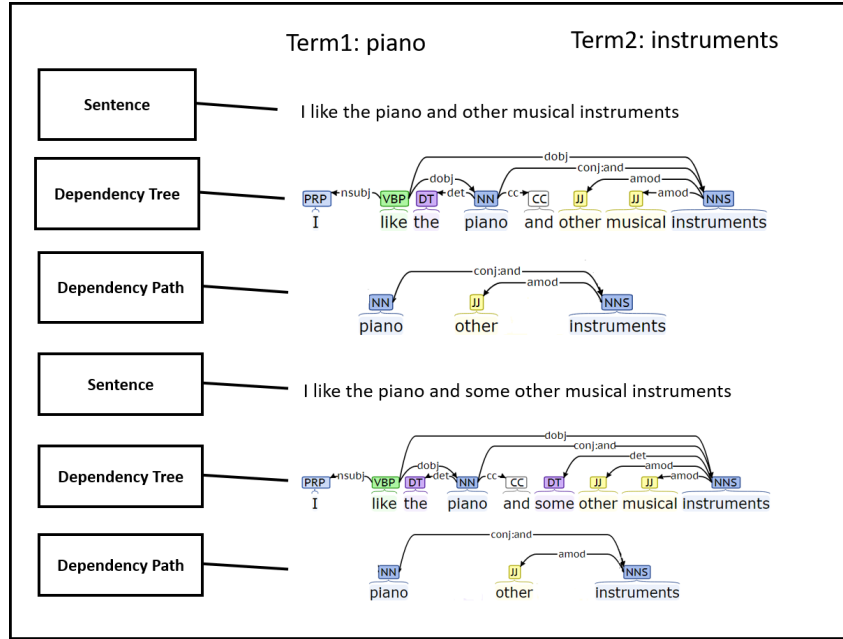 Term1: piano Term2: instruments
Sentence
I like the piano and other musical instruments
Dependency Tree
dobj
conj:and
dobj amod
nsubj det cc amod
PRP VBP DT NN CC JJ JJ NNS
I like the piano and other musical instruments
Dependency Path
conj:and
amod
NN JJ NNS
piano other instruments
Sentence
I like the piano and some other musical instruments
Dependency Tree
dobj
conj:and
det
dobj amod
nsubj det cc amod
PRP VBP DT NN CC DT JJ JJ NNS
I like the piano and some other musical instruments
Dependency Path
conj:and
amod
NN JJ NNS
piano other instruments